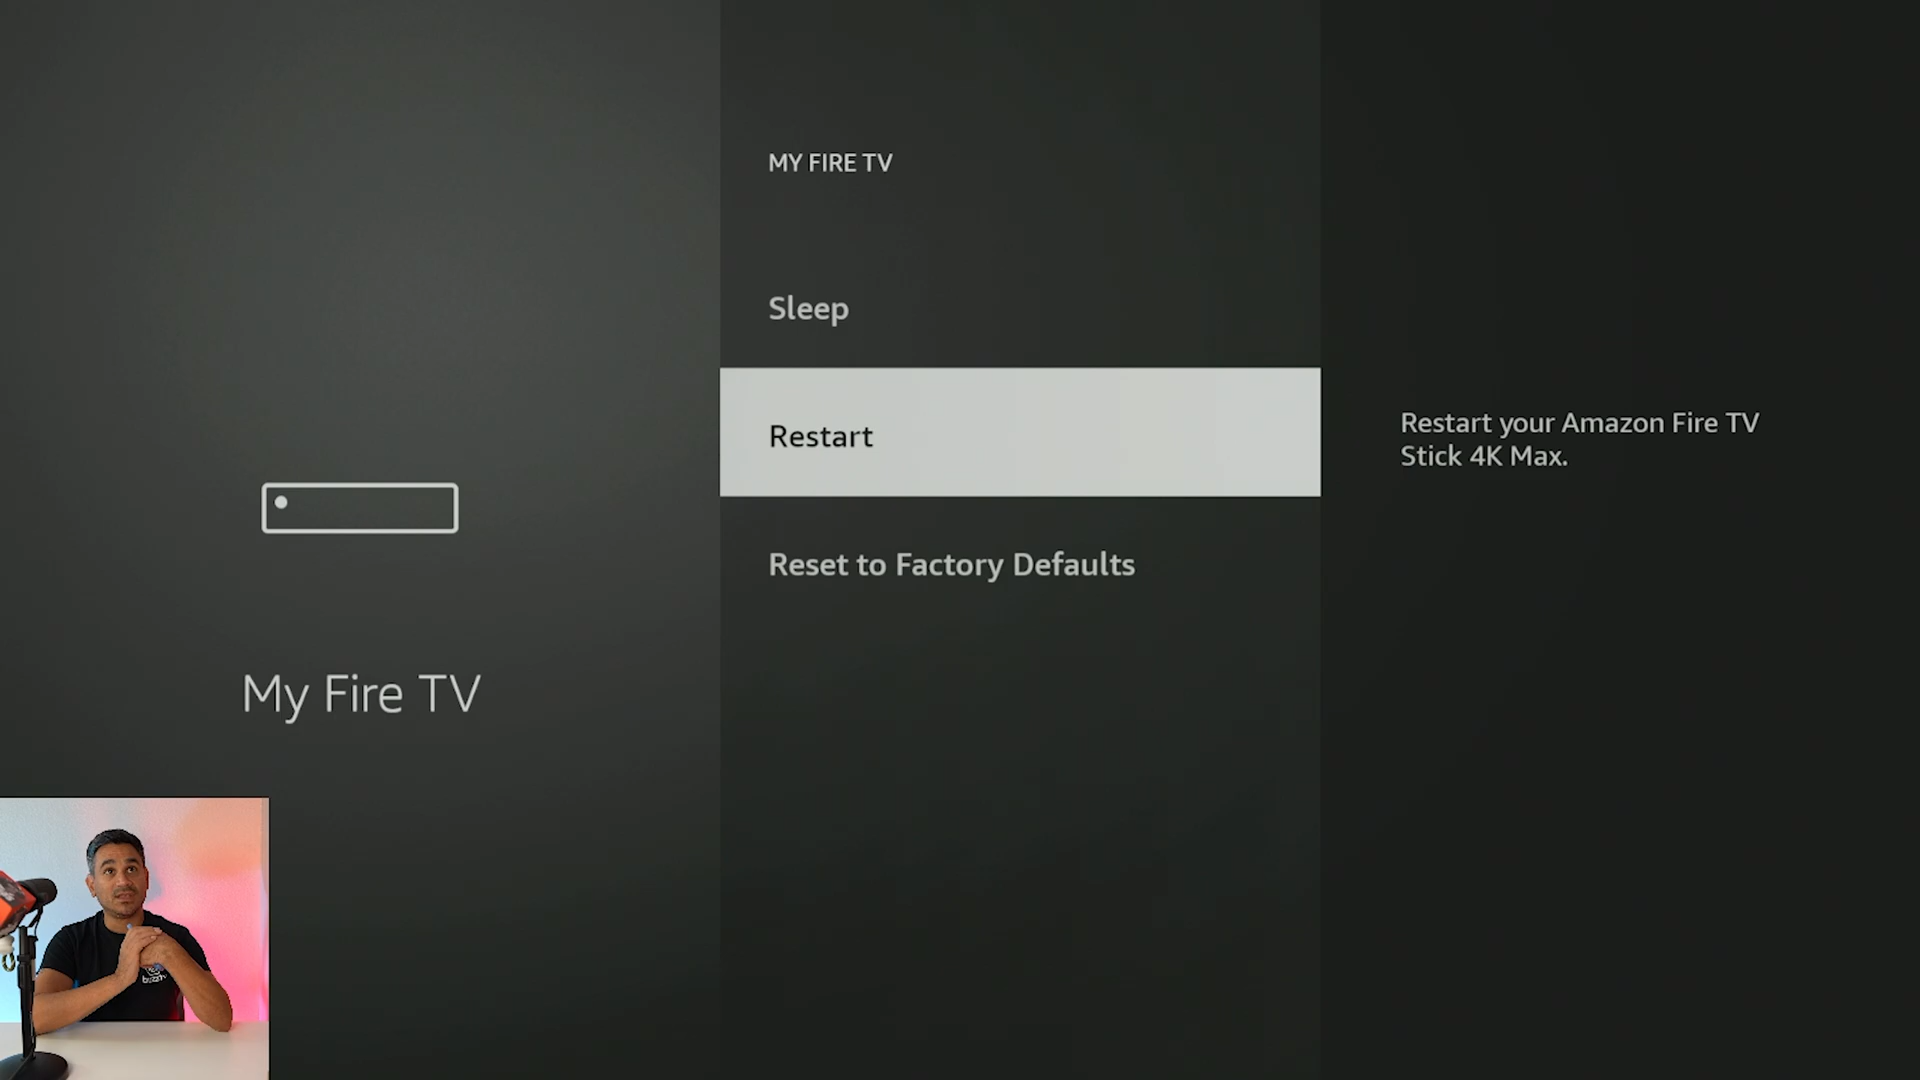 MY FIRE TV
Sleep
Restart
Restart your Amazon Fire TV
Stick 4K Max.
Reset to Factory Defaults
My Fire TV